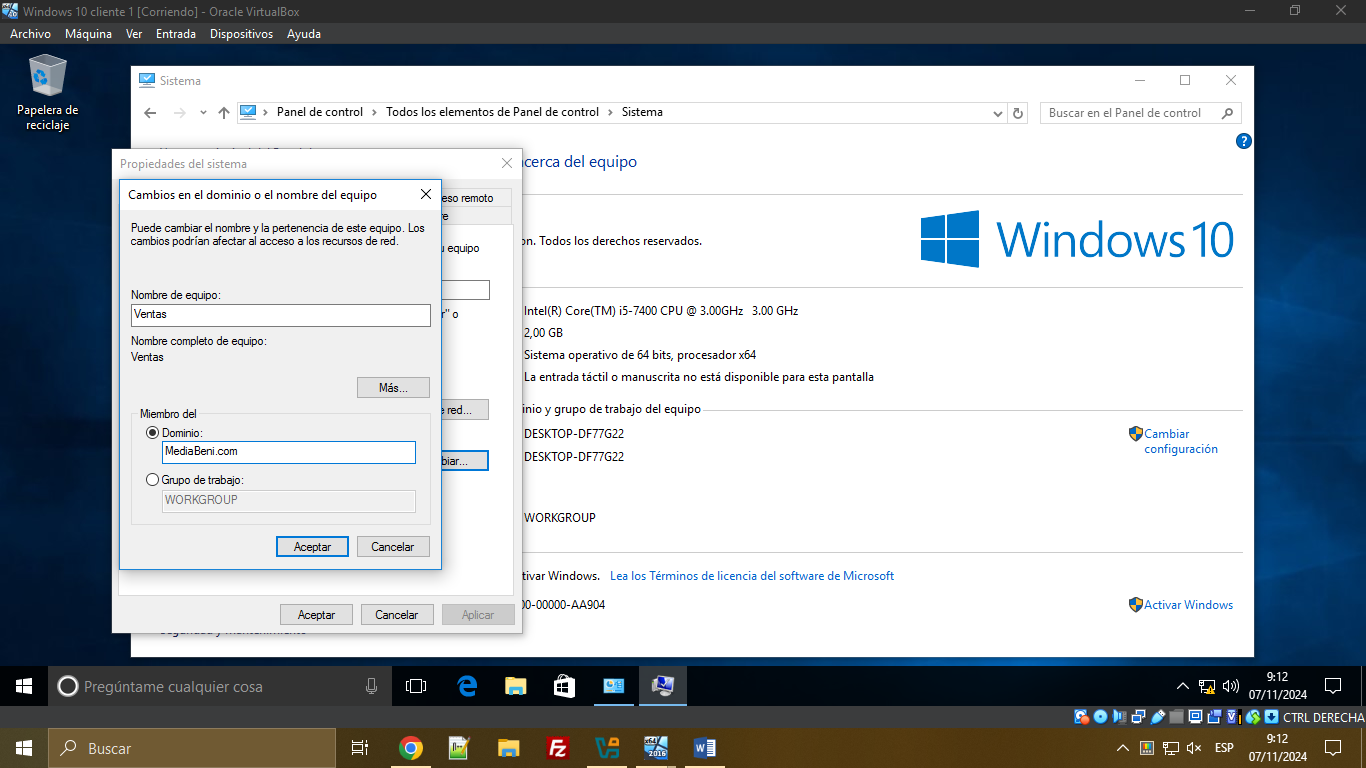 Windows 10 cliente 1 [Corriendo] - Oracle VirtualBox
Archivo Máquina Ver Entrada Dispositivos Ayuda
Papelera de
reciclaje
Sistema
Panel de control > Todos los elementos de Panel de control > Sistema
Buscar en el Panel de control
acerca del equipo
on. Todos los derechos reservados.
Windows 10
Intel(R) Core(TM) i5-7400 CPU @ 3.00GHz 3.00 GHz
2,00 GB
Sistema operativo de 64 bits, procesador x64
La entrada táctil o manuscrita no está disponible para esta pantalla
inio y grupo de trabajo del equipo
DESKTOP-DF77G22
Cambiar
configuración
DESKTOP-DF77G22
WORKGROUP
tivar Windows. Lea los Términos de licencia del software de Microsoft
00-00000-AA904
Activar Windows
Propiedades del sistema
eso remoto
re
u equipo
r" o
e red...
biar...
Aceptar Cancelar Aplicar
Cambios en el dominio o el nombre del equipo
Puede cambiar el nombre y la pertenencia de este equipo. Los
cambios podrían afectar al acceso a los recursos de red.
Nombre de equipo:
Ventas
Nombre completo de equipo:
Ventas
Más...
Miembro del
Dominio:
MediaBeni.com
Grupo de trabajo:
WORKGROUP
Aceptar Cancelar
Pregúntame cualquier cosa
9:12
07/11/2024
CTRL DERECHA
Buscar
ESP
9:12
07/11/2024